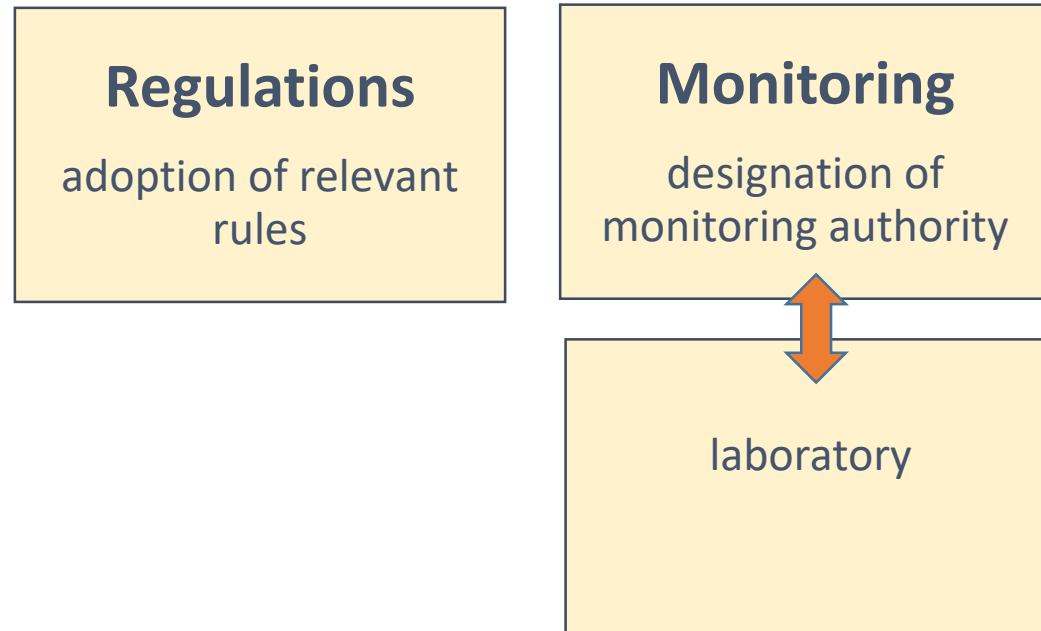 Regulations
adoption of relevant
rules
Monitoring
designation of
monitoring authority
laboratory